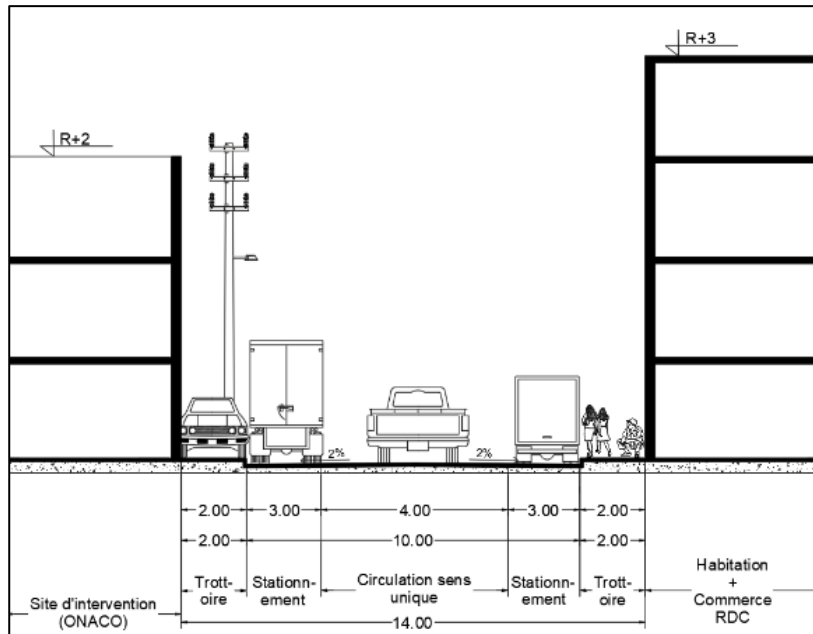 R+3
R+2
2%
2%
2.00 3.00 4.00 3.00 2.00
2.00 10.00 2.00
Trott-
oire
Stationn-
ement
Circulation sens
unique
Stationn-
ement
Trott-
oire
Habitation
+
Commerce
RDC
Site d'intervention
(ONACO)
14.00